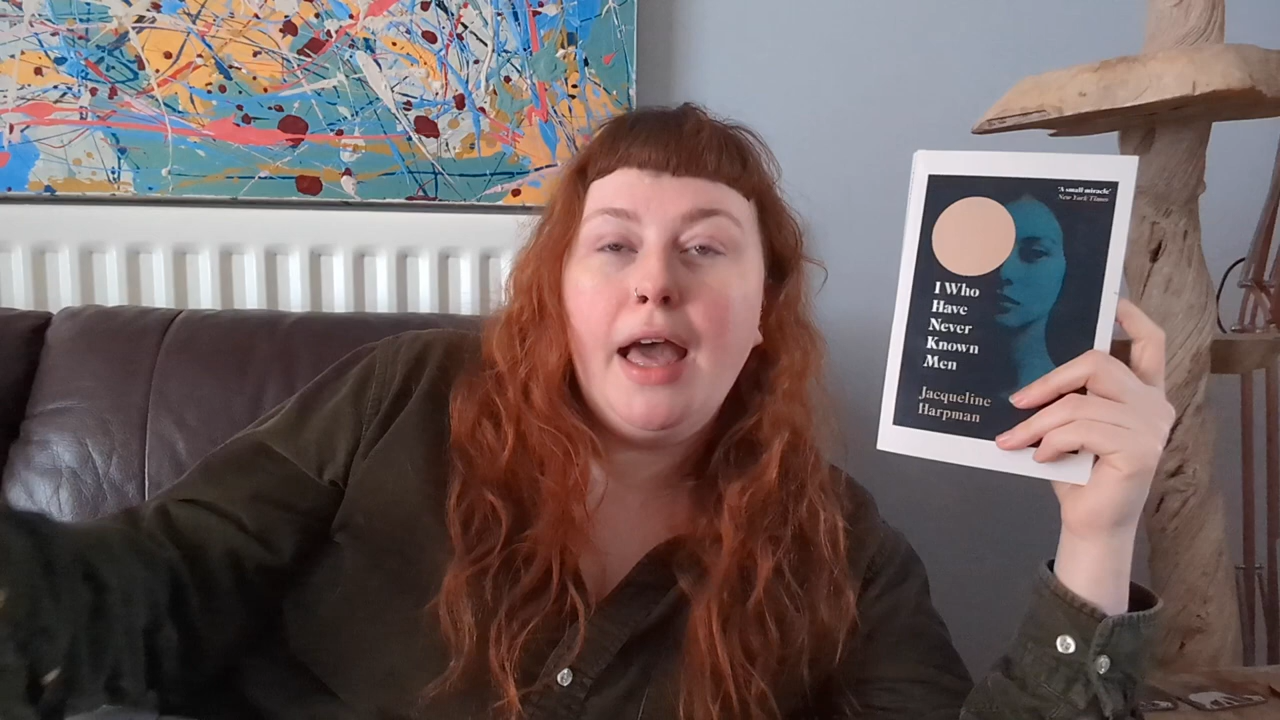 'A small miracle'
New York Times
I Who
Have
Never
Known
Men
Jacqueline
Harpman